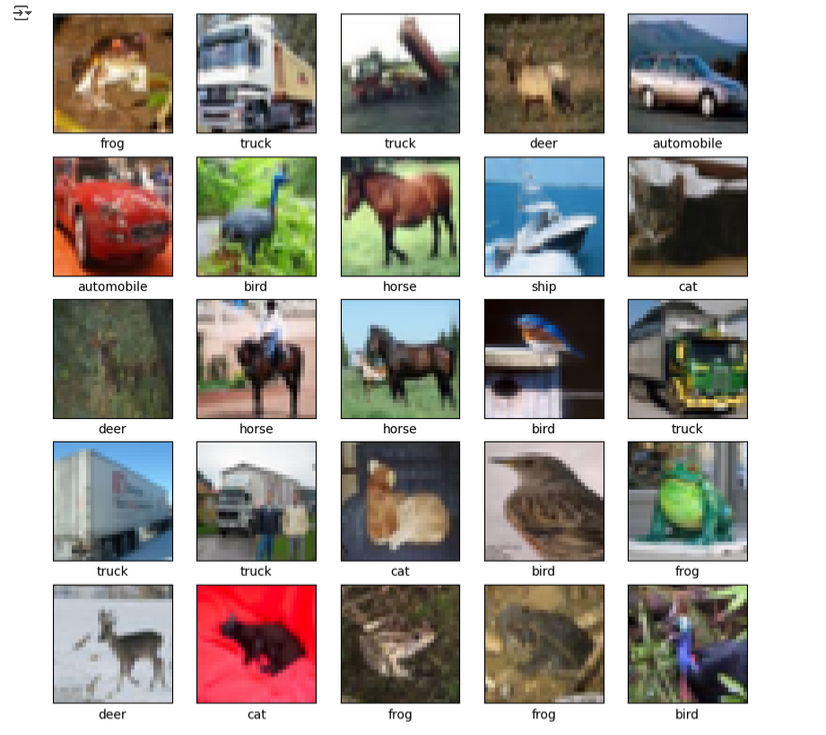 frog truck truck deer automobile
automobile bird horse ship cat
deer horse horse bird truck
truck truck cat bird frog
deer cat frog frog bird